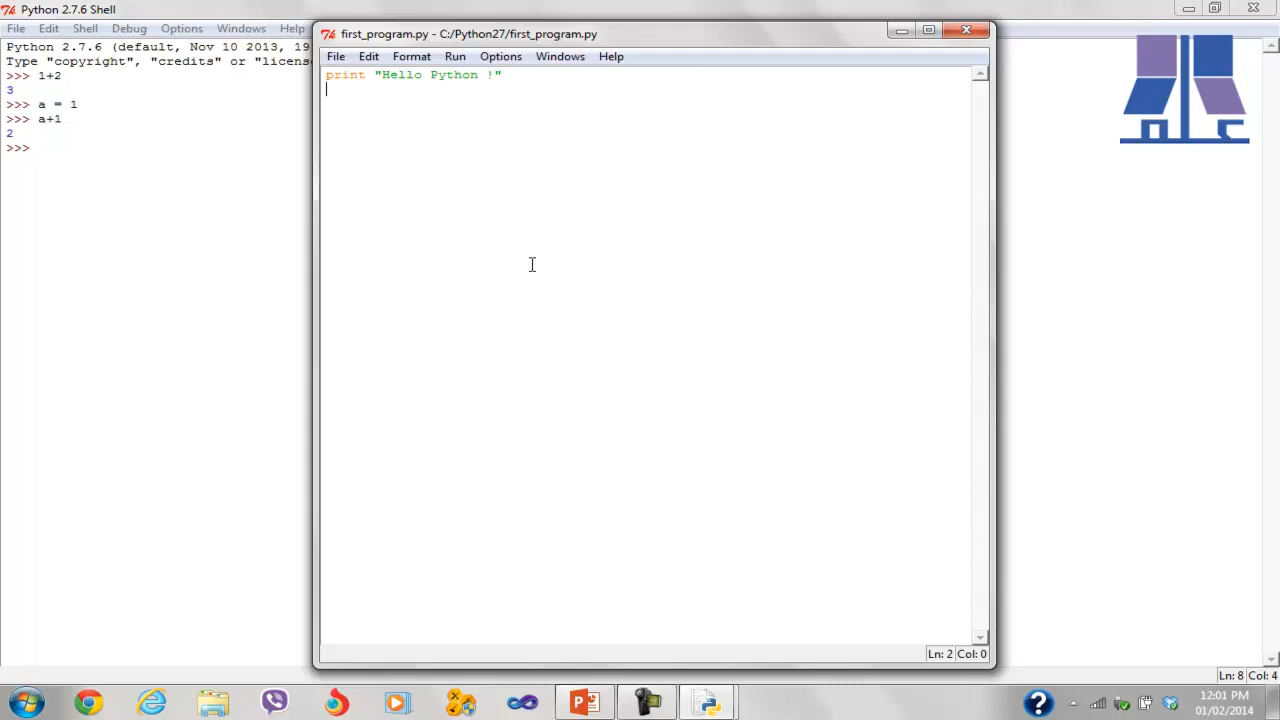 Python 2.7.6 Shell
File Edit Shell Debug Options Windows Help
Python 2.7.6 (default, Nov 10 2013, 19
Type "copyright", "credits" or "licens
>>> 1+2
3
>>> a = 1
>>> a+1
2
>>>
first_program.py - C:/Python27/first_program.py
File Edit Format Run Options Windows Help
print "Hello Python !"
Ln: 2 Col: 0
Ln: 8 Col: 4
12:01 PM
01/02/2014